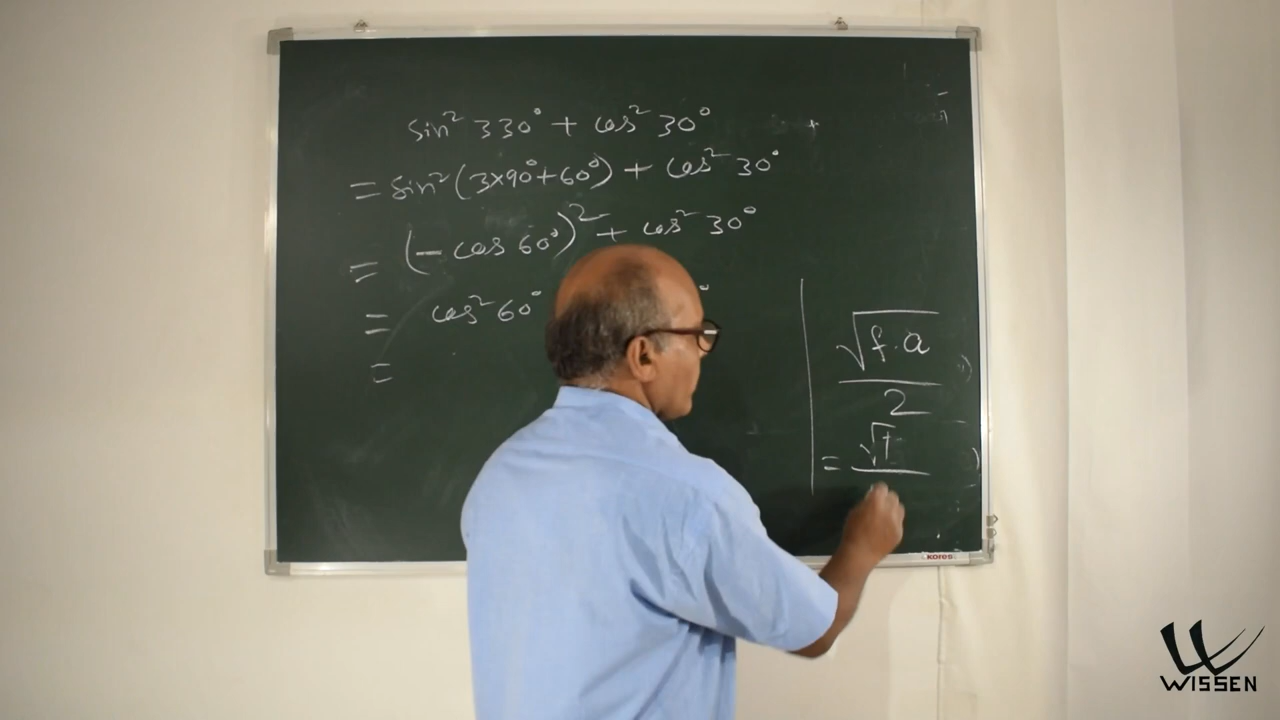 sin² 330° + cos² 30°
= sin² (3×90° + 60°) + cos² 30°
= (- cos 60°)² + cos² 30°
= cos² 60°
=
√f.a
2
= √1
KORES
WISSEN